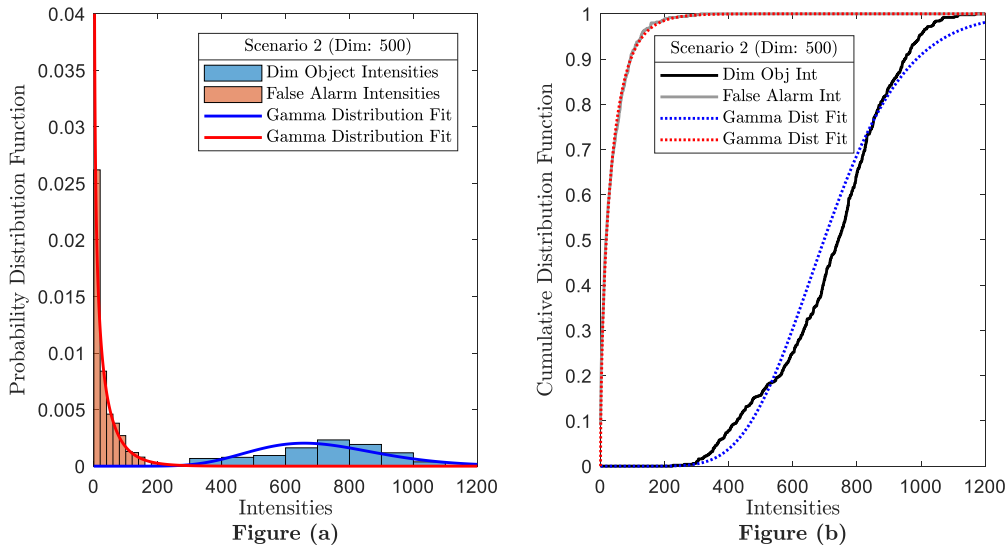 Probability Distribution Function
0.04
0.035
0.03
0.025
0.02
0.015
0.01
0.005
0
Scenario 2 (Dim: 500)
Dim Object Intensities
False Alarm Intensities
Gamma Distribution Fit
Gamma Distribution Fit
0 200 400 600 800 1000 1200
Intensities
Figure (a)
Cumulative Distribution Function
1
0.9
0.8
0.7
0.6
0.5
0.4
0.3
0.2
0.1
0
Scenario 2 (Dim: 500)
Dim Obj Int
False Alarm Int
Gamma Dist Fit
Gamma Dist Fit
0 200 400 600 800 1000 1200
Intensities
Figure (b)